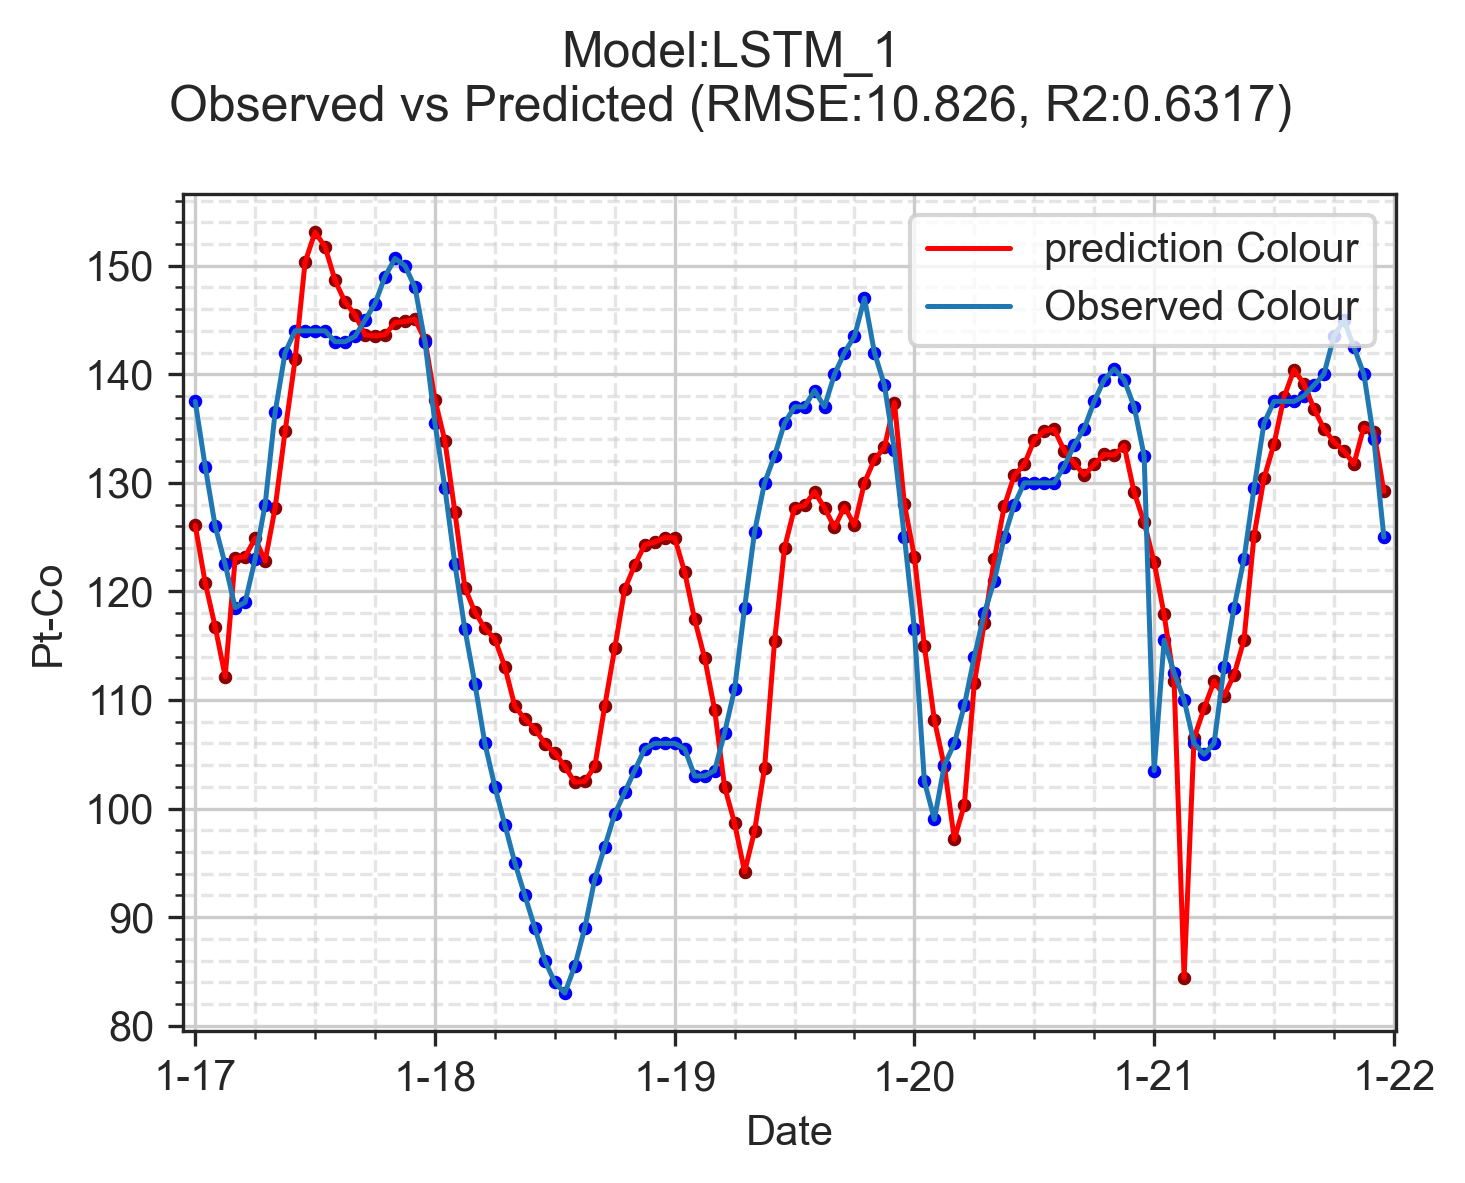 Model:LSTM_1
Observed vs Predicted (RMSE:10.826, R2:0.6317)
prediction Colour
Observed Colour
150
140
130
120
110
100
90
80
Pt-Co
1-17
1-18
1-19
1-20
1-21
1-22
Date